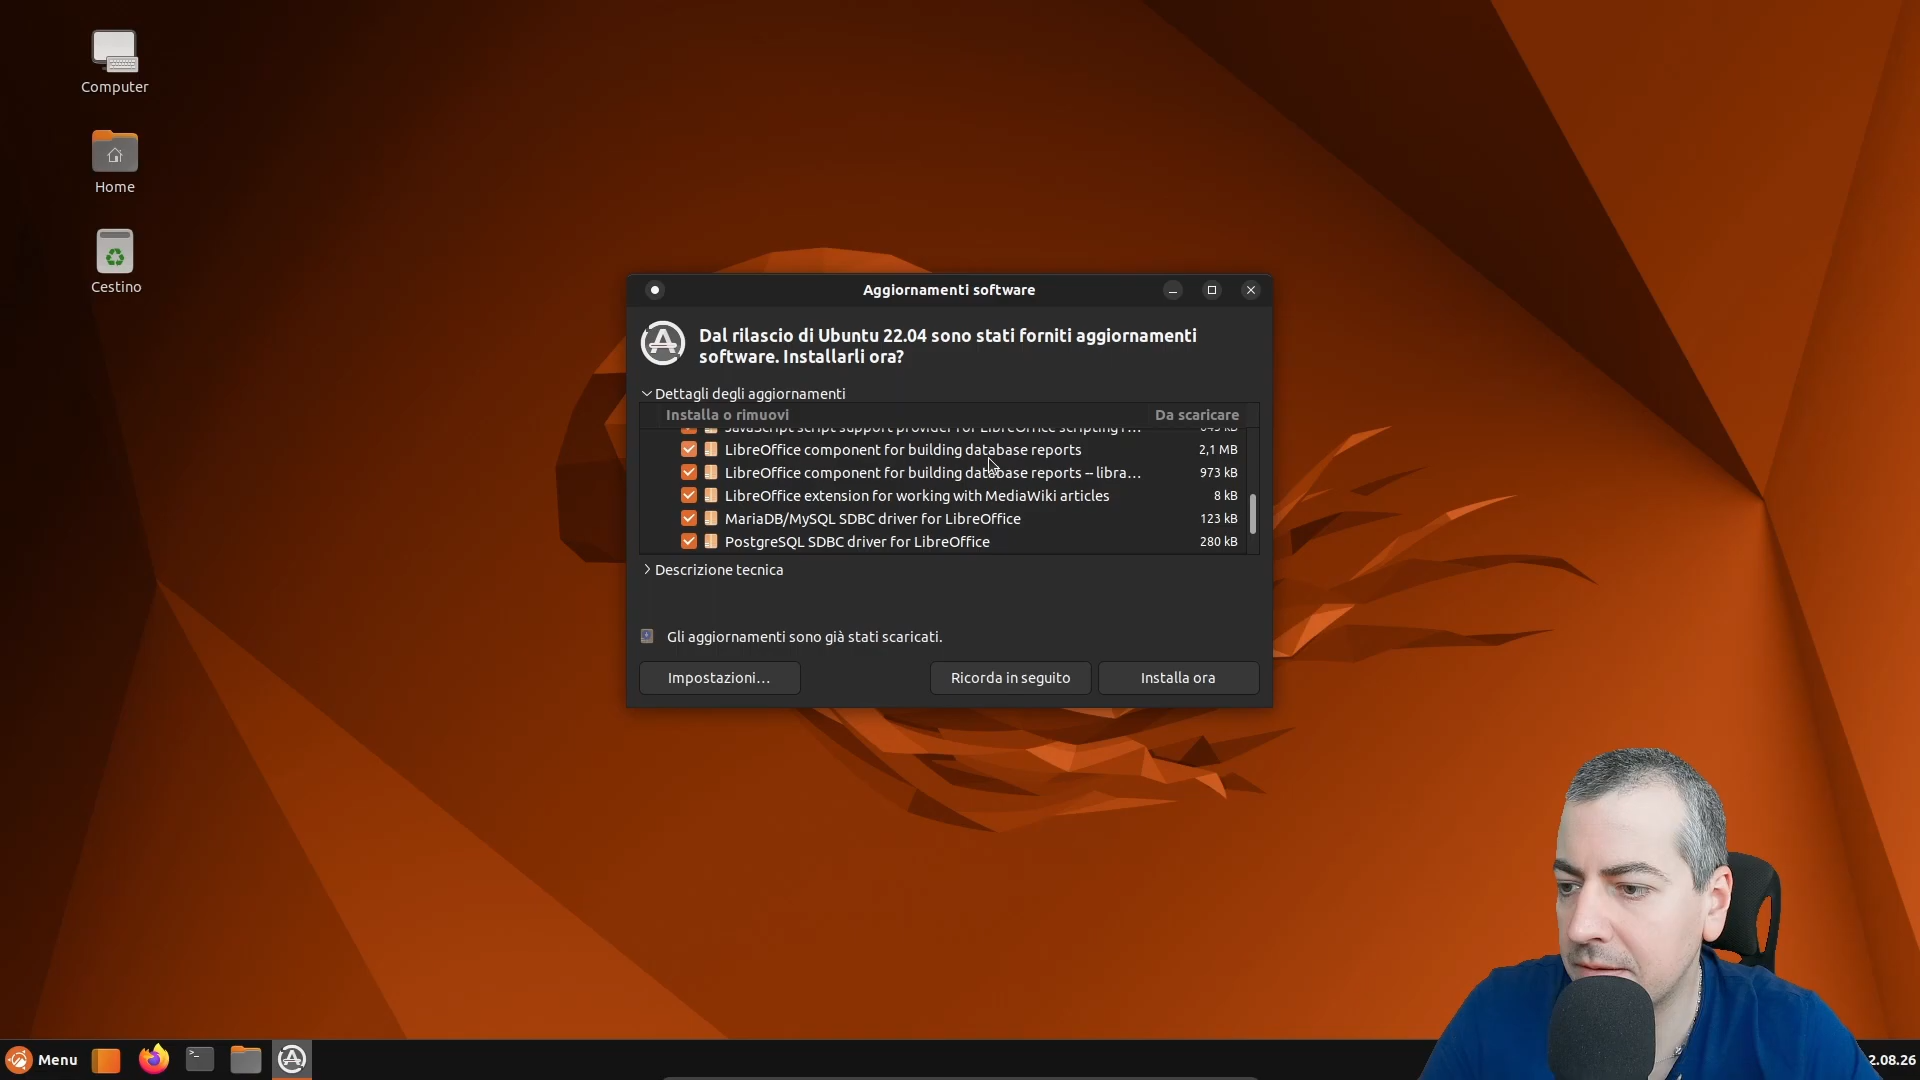 Computer
Home
Cestino
Aggiornamenti software
Dal rilascio di Ubuntu 22.04 sono stati forniti aggiornamenti
software. Installarli ora?
Dettagli degli aggiornamenti
Installa o rimuovi Da scaricare
JavaScript script support provider for LibreOffice scripting f…
LibreOffice component for building database reports 2,1 MB
LibreOffice component for building database reports -- libra… 973 kB
LibreOffice extension for working with MediaWiki articles 8 kB
MariaDB/MySQL SDBC driver for LibreOffice 123 kB
PostgreSQL SDBC driver for LibreOffice 280 kB
Descrizione tecnica
Gli aggiornamenti sono già stati scaricati.
Impostazioni… Ricorda in seguito Installa ora
Menu 2.08.26